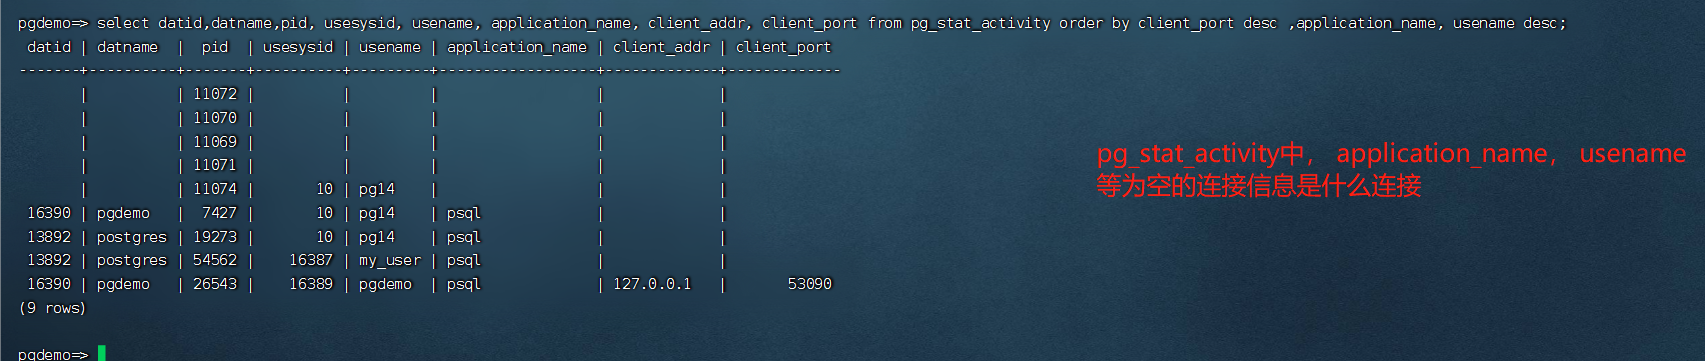 pgdemo=> select datid,datname,pid, usesysid, usename, application_name, client_addr, client_port from pg_stat_activity order by client_port desc ,application_name, usename desc;
 datid | datname  |  pid  | usesysid | usename | application_name | client_addr | client_port
-------+----------+-------+----------+---------+------------------+-------------+-------------
       |          | 11072 |          |         |                  |             |
       |          | 11070 |          |         |                  |             |
       |          | 11069 |          |         |                  |             |
       |          | 11071 |          |         |                  |             |
       |          | 11074 |       10 | pg14    |                  |             |
 16390 | pgdemo   |  7427 |       10 | pg14    | psql             |             |
 13892 | postgres | 19273 |       10 | pg14    | psql             |             |
 13892 | postgres | 54562 |    16387 | my_user | psql             |             |
 16390 | pgdemo   | 26543 |    16389 | pgdemo  | psql             | 127.0.0.1   |       53090
(9 rows)
pgdemo=>
pg_stat_activity中， application_name， usename
等为空的连接信息是什么连接